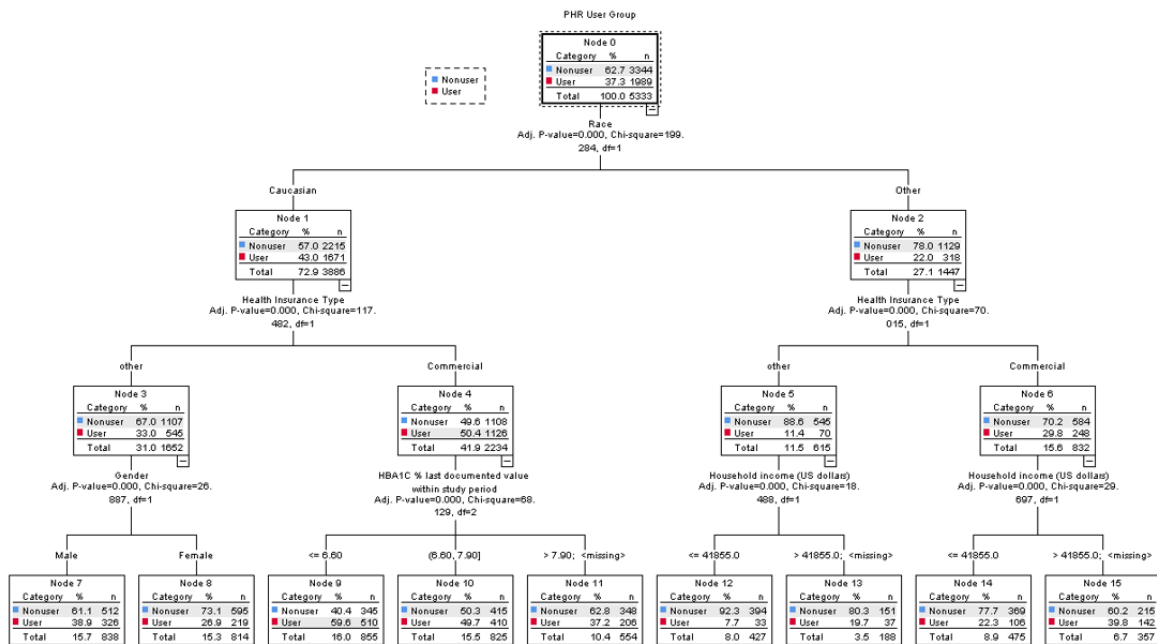 PHR User Group
Node 0
Category % n
Nonuser 62.7 3344
User 37.3 1989
Total 100.0 5333
Nonuser
User
Race
Adj. P-value=0.000, Chi-square=199.
284, df=1
Caucasian
Other
Node 1
Category % n
Nonuser 57.0 2215
User 43.0 1671
Total 72.9 3886
Node 2
Category % n
Nonuser 78.0 1129
User 22.0 318
Total 27.1 1447
Health Insurance Type
Adj. P-value=0.000, Chi-square=117.
482, df=1
Health Insurance Type
Adj. P-value=0.000, Chi-square=70.
015, df=1
other
Commercial
other
Commercial
Node 3
Category % n
Nonuser 67.0 1107
User 33.0 545
Total 31.0 1652
Node 4
Category % n
Nonuser 49.6 1108
User 50.4 1126
Total 41.9 2234
Node 5
Category % n
Nonuser 88.6 545
User 11.4 70
Total 11.5 615
Node 6
Category % n
Nonuser 70.2 584
User 29.8 248
Total 15.6 832
Gender
Adj. P-value=0.000, Chi-square=26.
887, df=1
HBA1C % last documented value
within study period
Adj. P-value=0.000, Chi-square=68.
129, df=2
Household income (US dollars)
Adj. P-value=0.000, Chi-square=18.
488, df=1
Household income (US dollars)
Adj. P-value=0.000, Chi-square=29.
697, df=1
Male
Female
<= 6.60
(6.60, 7.90]
> 7.90; <missing>
<= 41855.0
> 41855.0; <missing>
<= 41855.0
> 41855.0; <missing>
Node 7
Category % n
Nonuser 61.1 512
User 38.9 326
Total 15.7 838
Node 8
Category % n
Nonuser 73.1 595
User 26.9 219
Total 15.3 814
Node 9
Category % n
Nonuser 40.4 345
User 59.6 510
Total 16.0 855
Node 10
Category % n
Nonuser 50.3 415
User 49.7 410
Total 15.5 825
Node 11
Category % n
Nonuser 62.8 348
User 37.2 206
Total 10.4 554
Node 12
Category % n
Nonuser 92.3 394
User 7.7 33
Total 8.0 427
Node 13
Category % n
Nonuser 80.3 151
User 19.7 37
Total 3.5 188
Node 14
Category % n
Nonuser 77.7 369
User 22.3 106
Total 8.9 475
Node 15
Category % n
Nonuser 60.2 215
User 39.8 142
Total 6.7 357